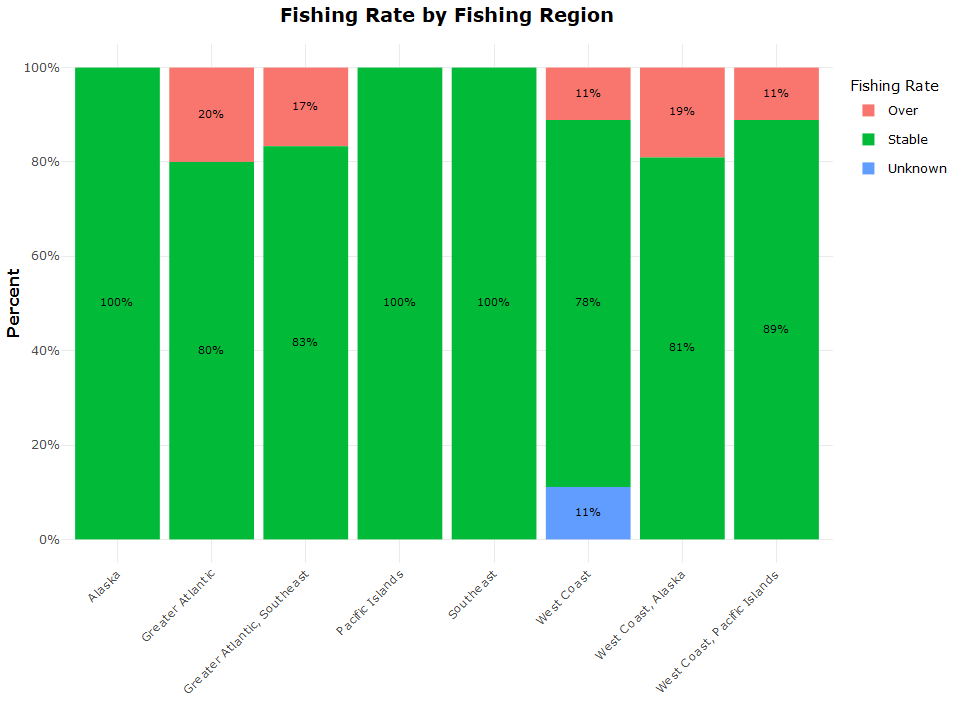 Fishing Rate by Fishing Region
Percent
100%
80%
60%
40%
20%
0%
100%
20%
80%
17%
83%
100%
100%
11%
78%
11%
19%
81%
11%
89%
Alaska
Greater Atlantic
Greater Atlantic, Southeast
Pacific Islands
Southeast
West Coast
West Coast, Alaska
West Coast, Pacific Islands
Fishing Rate
Over
Stable
Unknown